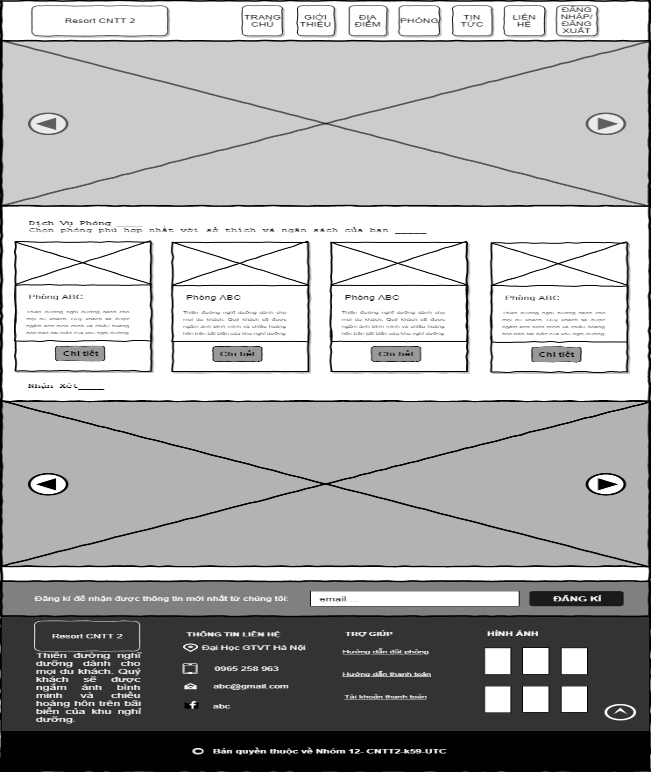 Resort CNTT 2
TRANG
CHỦ
GIỚI
THIỆU
ĐỊA
ĐIỂM
PHÒNG
TIN
TỨC
LIÊN
HỆ
ĐĂNG
NHẬP/
ĐĂNG
XUẤT
Dịch Vụ Phòng ____
Chọn phòng phù hợp nhất với sở thích và ngân sách của bạn _____
Phòng ABC
Thiên đường nghỉ dưỡng dành cho
mọi du khách. Quý khách sẽ được
ngắm ánh bình minh và chiều hoàng
hôn trên bãi biển của khu nghỉ dưỡng.
Chi tiết
Phòng ABC
Thiên đường nghỉ dưỡng dành cho
mọi du khách. Quý khách sẽ được
ngắm ánh bình minh và chiều hoàng
hôn trên bãi biển của khu nghỉ dưỡng.
Chi tiết
Phòng ABC
Thiên đường nghỉ dưỡng dành cho
mọi du khách. Quý khách sẽ được
ngắm ánh bình minh và chiều hoàng
hôn trên bãi biển của khu nghỉ dưỡng.
Chi tiết
Phòng ABC
Thiên đường nghỉ dưỡng dành cho
mọi du khách. Quý khách sẽ được
ngắm ánh bình minh và chiều hoàng
hôn trên bãi biển của khu nghỉ dưỡng.
Chi tiết
Nhận Xét____
Đăng kí để nhận được thông tin mới nhất từ chúng tôi:
email....
ĐĂNG KÍ
Resort CNTT 2
Thiên đường nghỉ
dưỡng dành cho
mọi du khách. Quý
khách sẽ được
ngắm ánh bình
minh và chiều
hoàng hôn trên bãi
biển của khu nghỉ
dưỡng.
THÔNG TIN LIÊN HỆ
Đại Học GTVT Hà Nội
0965 258 963
abc@gmail.com
abc
TRỢ GIÚP
Hướng dẫn đặt phòng
Hướng dẫn thanh toán
Tài khoản thanh toán
HÌNH ẢNH
Bản quyền thuộc về Nhóm 12- CNTT2-k59-UTC